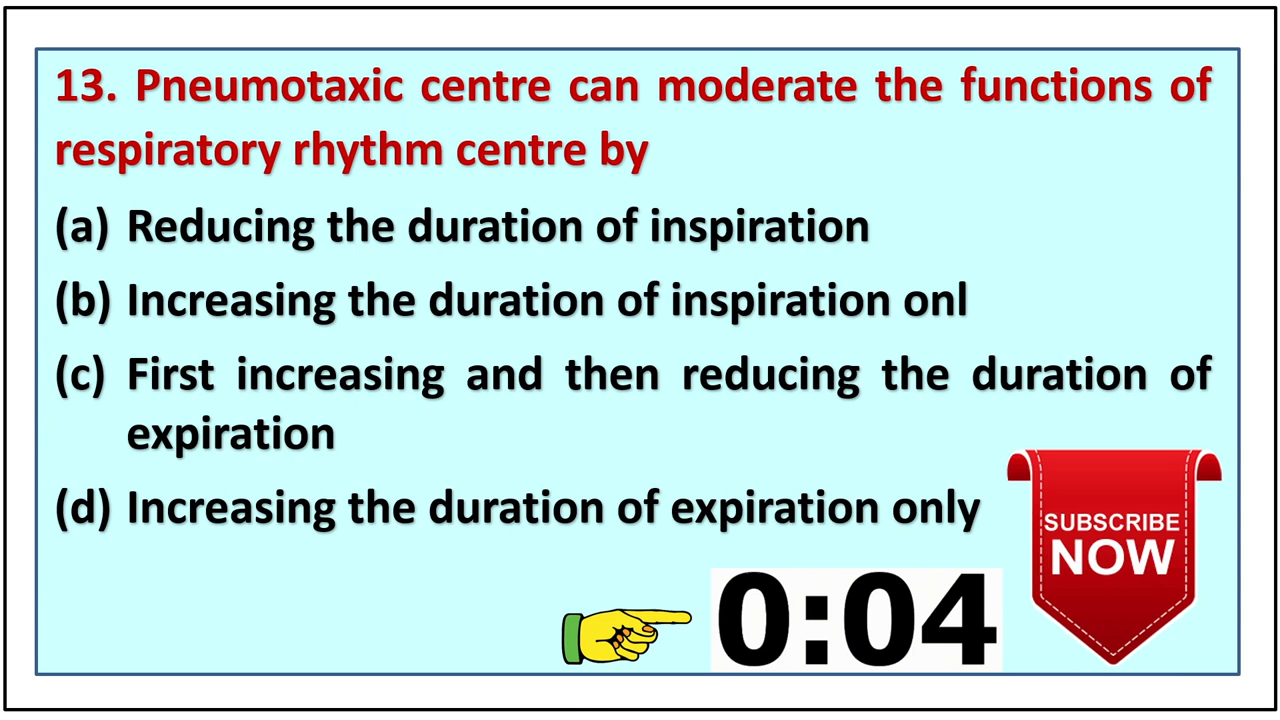 13. Pneumotaxic centre can moderate the functions of
respiratory rhythm centre by
(a) Reducing the duration of inspiration
(b) Increasing the duration of inspiration onl
(c) First increasing and then reducing the duration of
expiration
(d) Increasing the duration of expiration only
SUBSCRIBE
NOW
0:04